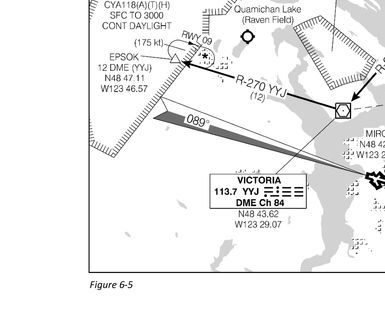 CYA118(A)(T)(H)
SFC TO 3000
CONT DAYLIGHT
Quamichan Lake
(Raven Field)
RWY 09
(175 kt)
EPSOK
12 DME (YYJ)
N48 47.11
W123 46.57
R-270 YYJ
(12)
089°
MIRO
N48 42
W123 2
VICTORIA
113.7 YYJ
DME Ch 84
N48 43.62
W123 29.07
Figure 6-5